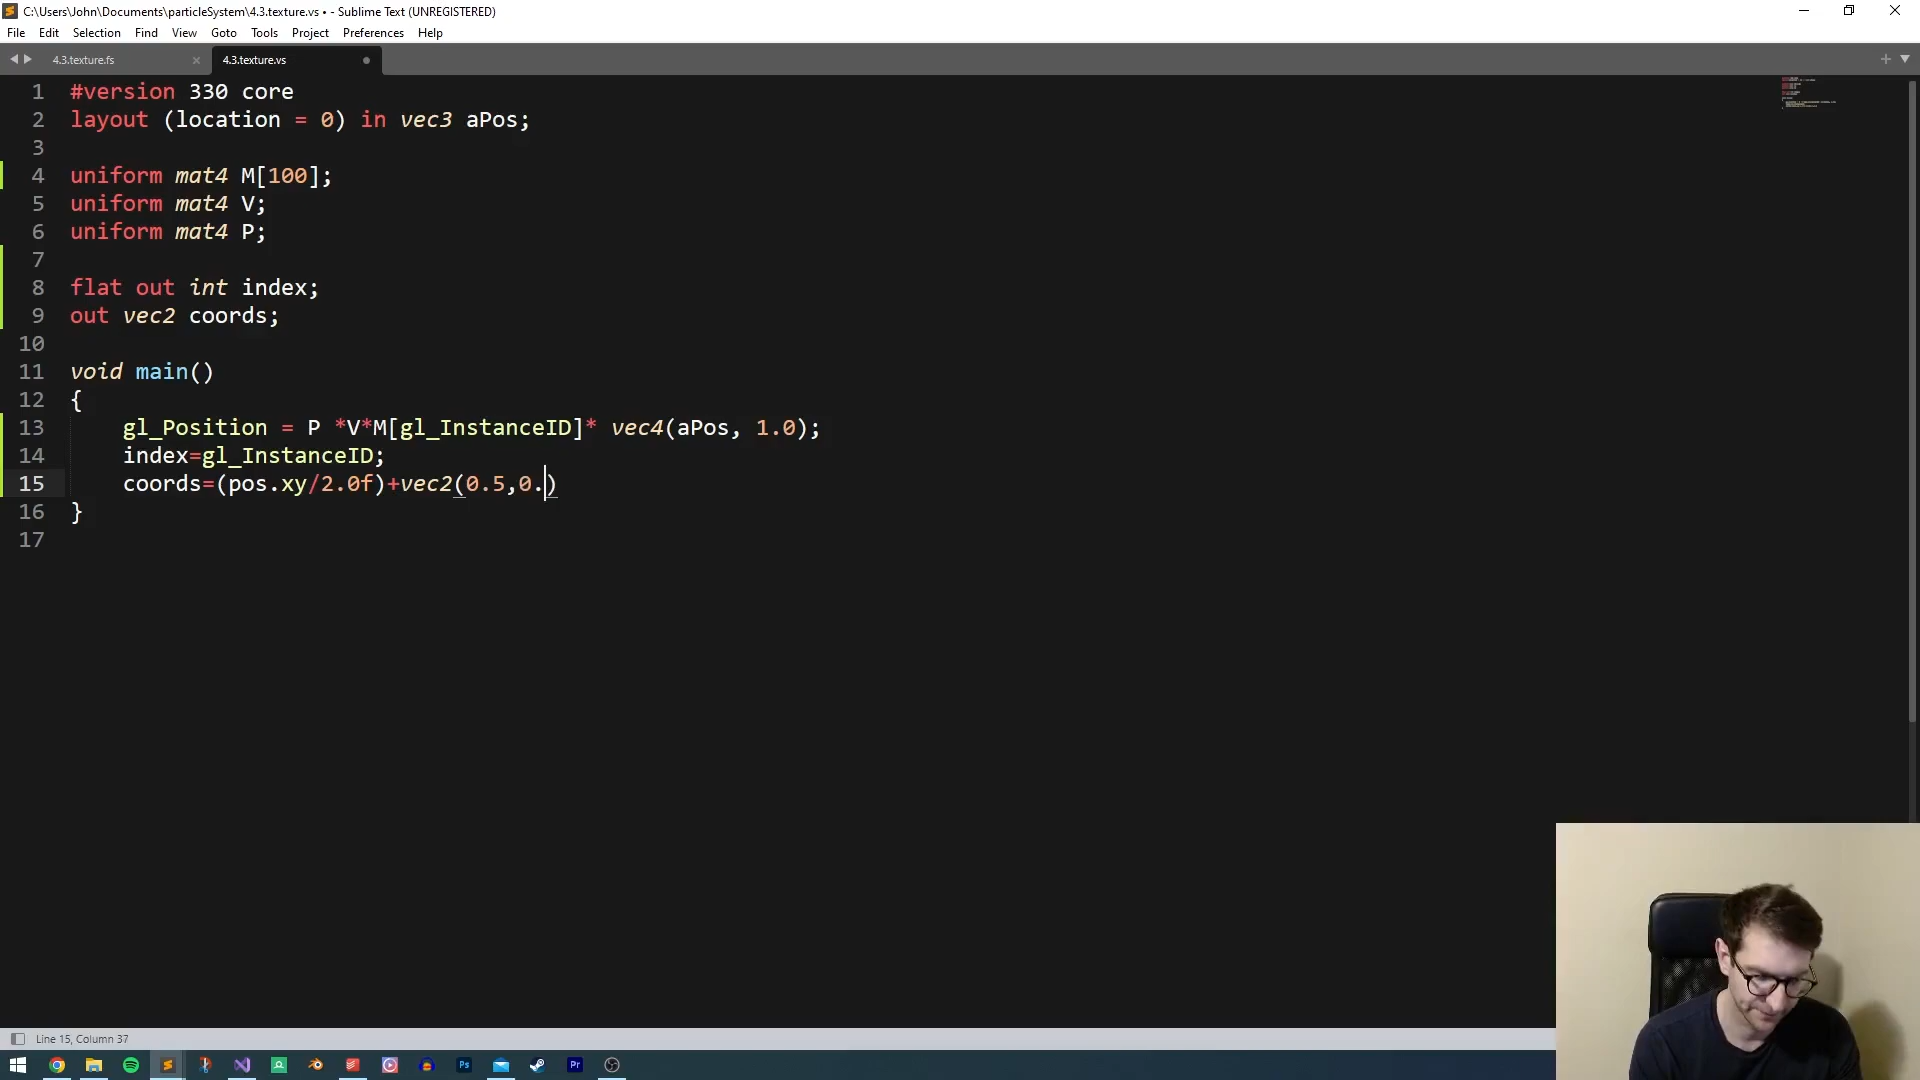 C:\Users\John\Documents\particleSystem\4.3.texture.vs • - Sublime Text (UNREGISTERED)
File Edit Selection Find View Goto Tools Project Preferences Help
4.3.texture.fs × 4.3.texture.vs
1 #version 330 core
2 layout (location = 0) in vec3 aPos;
3
4 uniform mat4 M[100];
5 uniform mat4 V;
6 uniform mat4 P;
7
8 flat out int index;
9 out vec2 coords;
10
11 void main()
12 {
13 gl_Position = P *V*M[gl_InstanceID]* vec4(aPos, 1.0);
14 index=gl_InstanceID;
15 coords=(pos.xy/2.0f)+vec2(0.5,0.)
16 }
17
Line 15, Column 37
Ps Pr